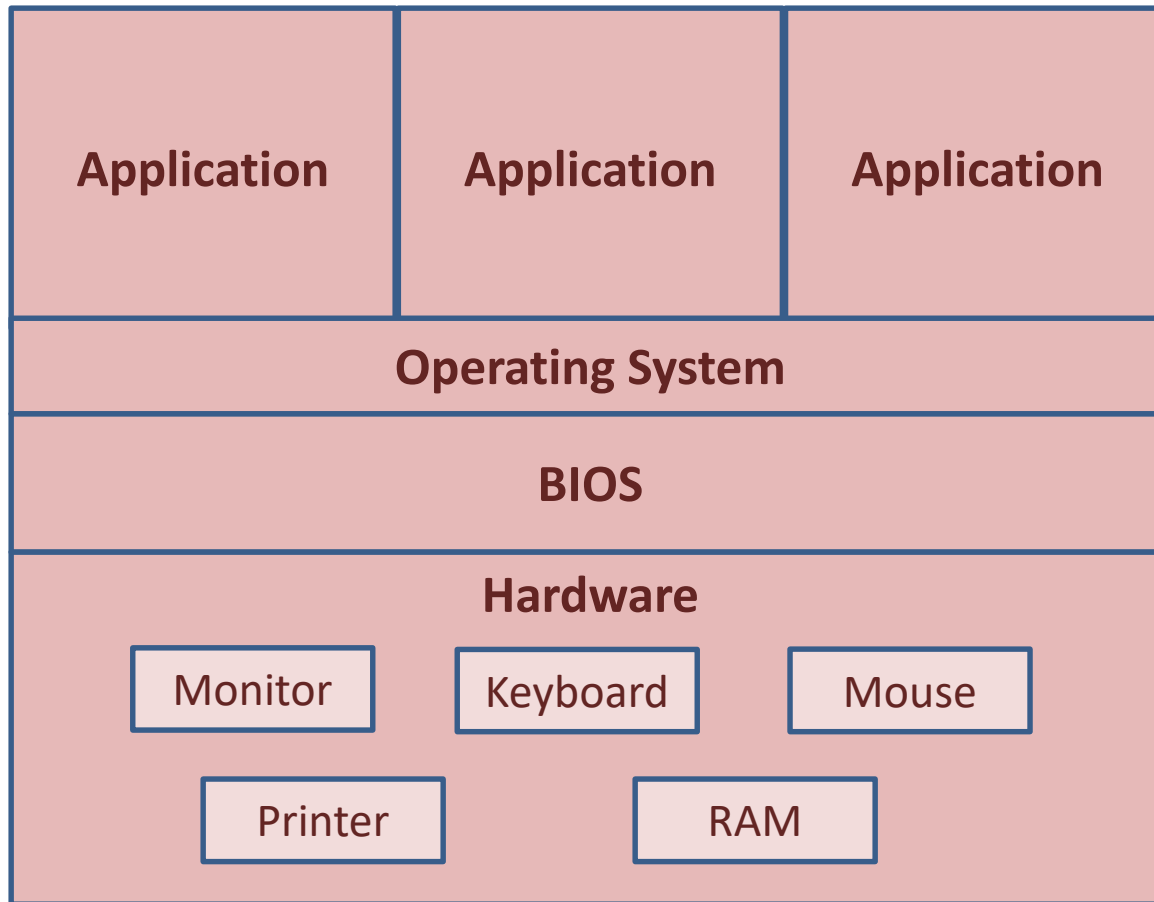 Application Application Application
Operating System
BIOS
Hardware
Monitor Keyboard Mouse
Printer RAM